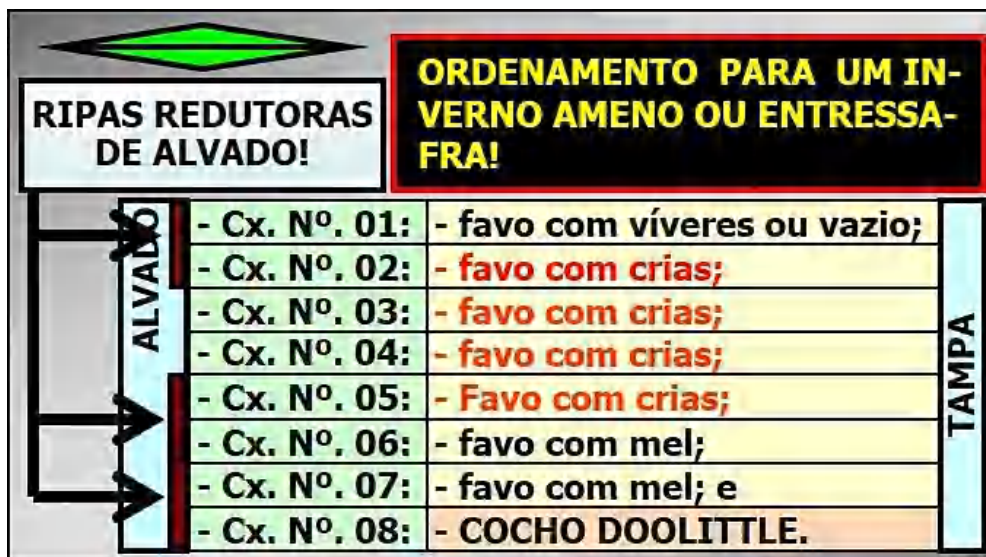 RIPAS REDUTORAS
DE ALVADO!
ORDENAMENTO PARA UM IN-
VERNO AMENO OU ENTRESSA-
FRA!
ALVADO
- Cx. Nº. 01: - favo com víveres ou vazio;
- Cx. Nº. 02: - favo com crias;
- Cx. Nº. 03: - favo com crias;
- Cx. Nº. 04: - favo com crias;
- Cx. Nº. 05: - Favo com crias;
- Cx. Nº. 06: - favo com mel;
- Cx. Nº. 07: - favo com mel; e
- Cx. Nº. 08: - COCHO DOOLITTLE.
TAMPA